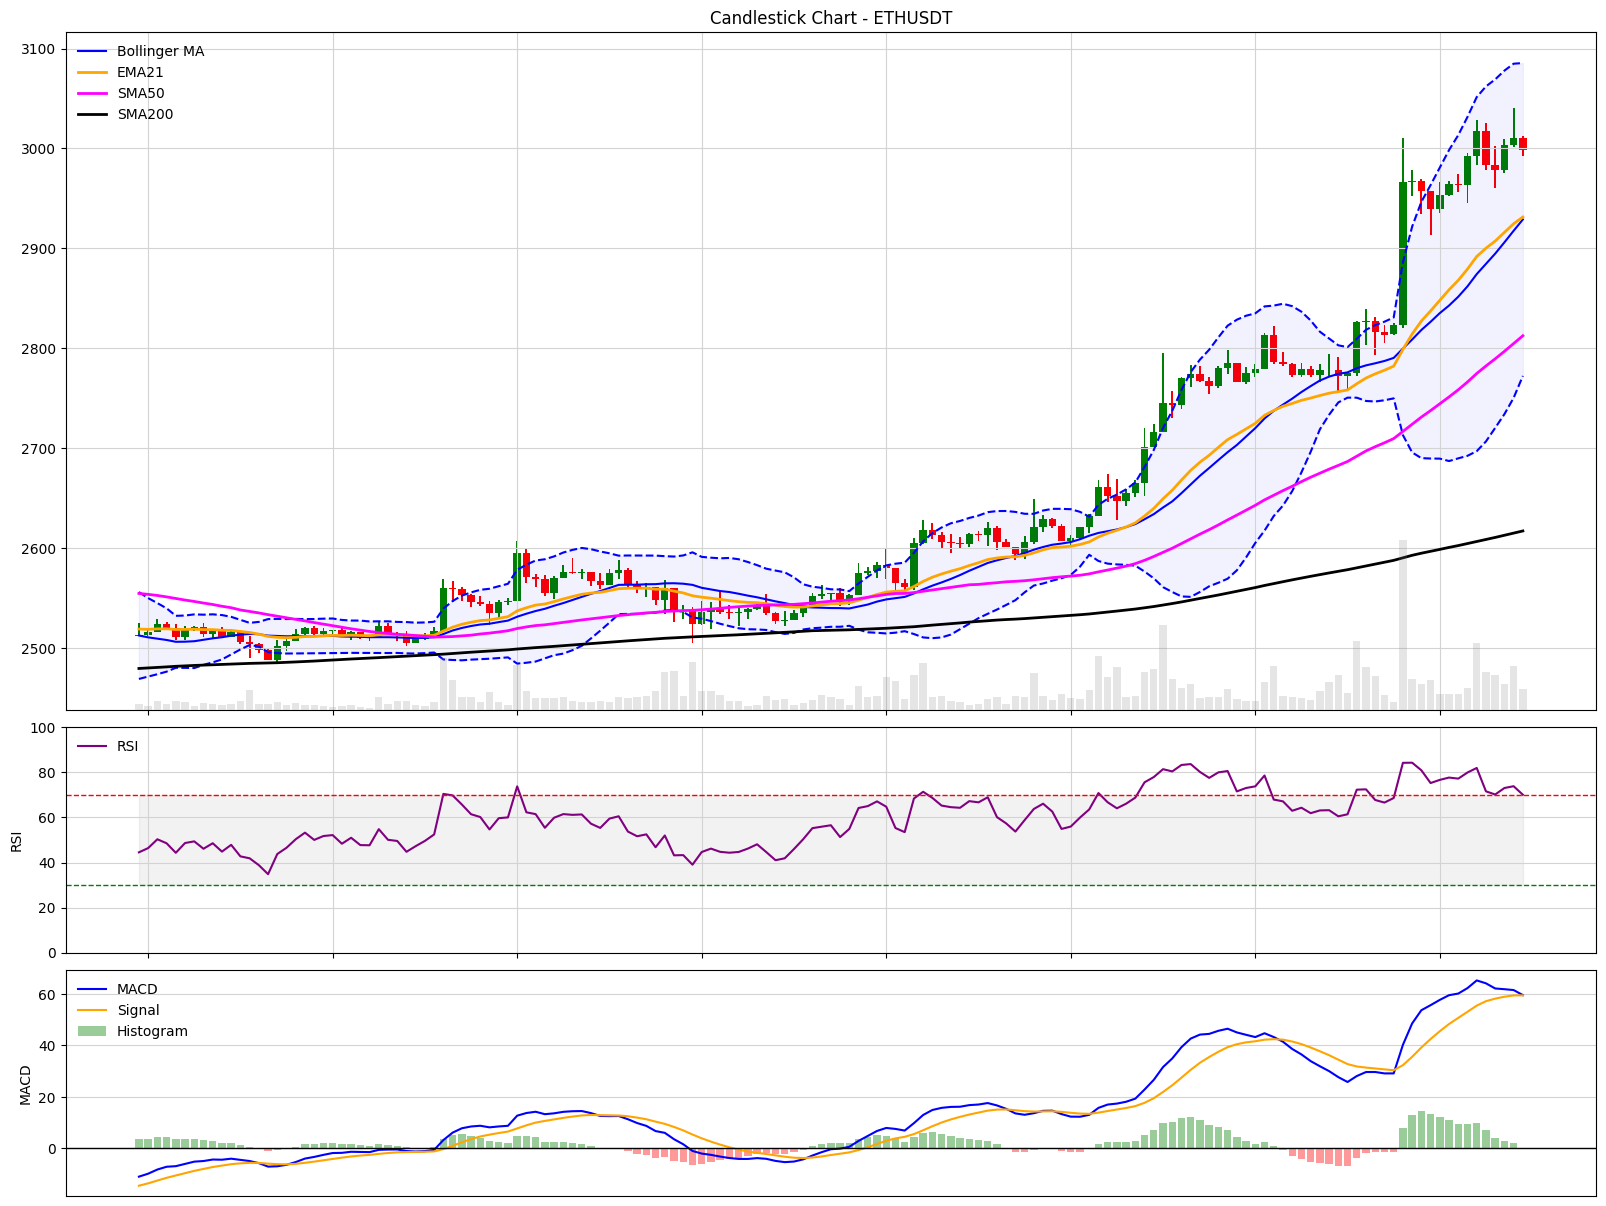 Candlestick Chart - ETHUSDT
3100
3000
2900
2800
2700
2600
2500
Bollinger MA
EMA21
SMA50
SMA200
100
80
60
40
20
0
RSI
RSI
60
40
20
0
MACD
MACD
Signal
Histogram